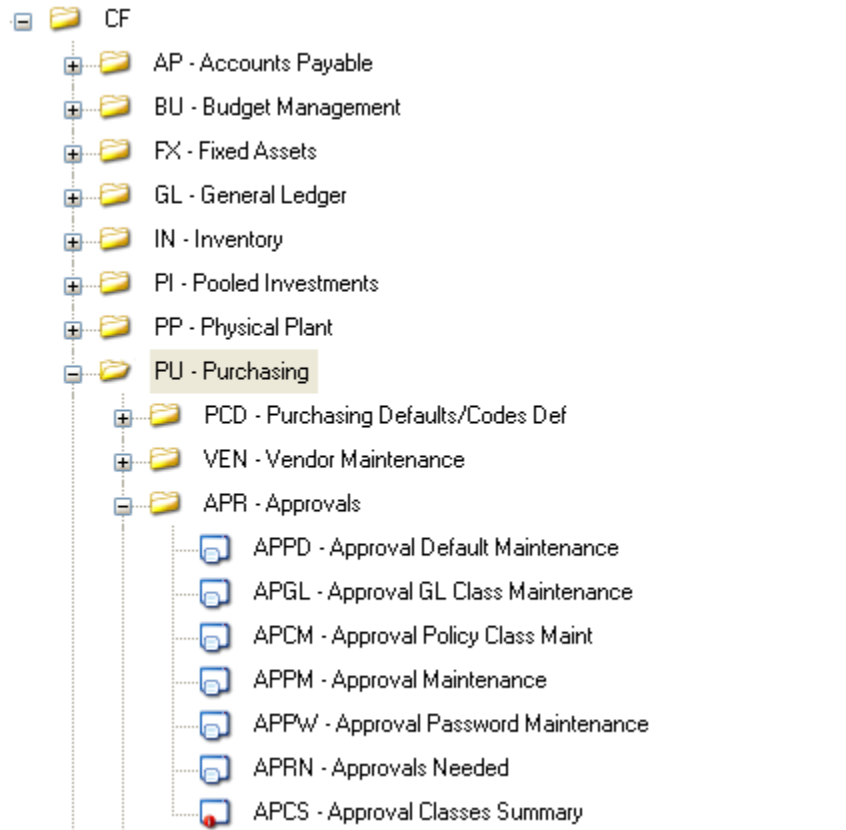 CF
AP - Accounts Payable
BU - Budget Management
FX - Fixed Assets
GL - General Ledger
IN - Inventory
PI - Pooled Investments
PP - Physical Plant
PU - Purchasing
PCD - Purchasing Defaults/Codes Def
VEN - Vendor Maintenance
APR - Approvals
APPD - Approval Default Maintenance
APGL - Approval GL Class Maintenance
APCM - Approval Policy Class Maint
APPM - Approval Maintenance
APPW - Approval Password Maintenance
APRN - Approvals Needed
APCS - Approval Classes Summary